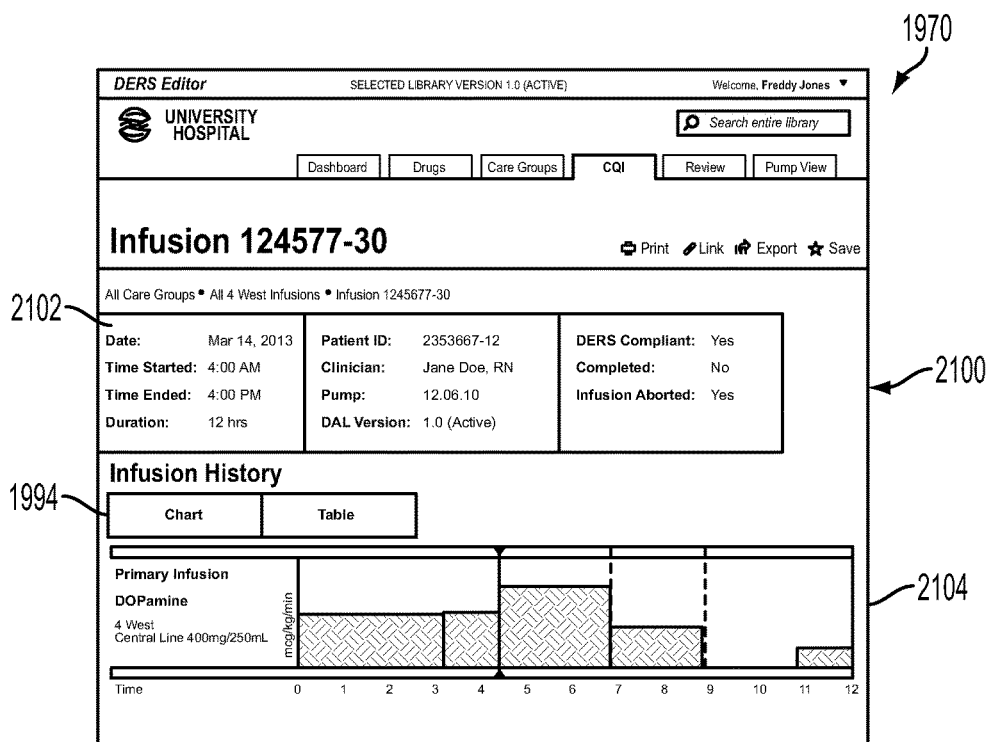 1970
DERS Editor SELECTED LIBRARY VERSION 1.0 (ACTIVE) Welcome, Freddy Jones
UNIVERSITY
HOSPITAL
Search entire library
Dashboard Drugs Care Groups CQI Review Pump View
Infusion 124577-30
Print Link Export Save
All Care Groups • All 4 West Infusions • Infusion 1245677-30
2102
Date: Mar 14, 2013 Patient ID: 2353667-12 DERS Compliant: Yes
Time Started: 4:00 AM Clinician: Jane Doe, RN Completed: No
2100
Time Ended: 4:00 PM Pump: 12.06.10 Infusion Aborted: Yes
Duration: 12 hrs DAL Version: 1.0 (Active)
Infusion History
1994
Chart Table
Primary Infusion
DOPamine
4 West
Central Line 400mg/250mL
mcg/kg/min
2104
Time 0 1 2 3 4 5 6 7 8 9 10 11 12